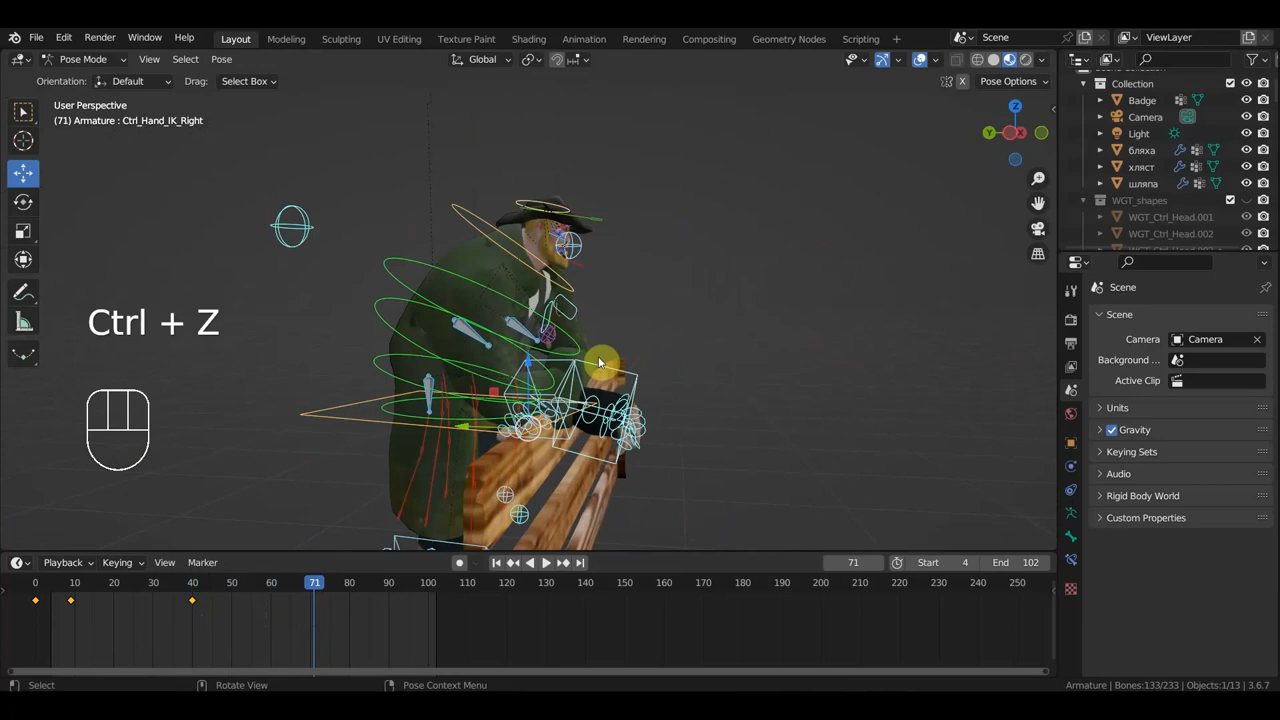 File Edit Render Window Help Layout Modeling Sculpting UV Editing Texture Paint Shading Animation Rendering Compositing Geometry Nodes Scripting + Scene ViewLayer
Pose Mode View Select Pose Global
Orientation: Default Drag: Select Box X Pose Options
User Perspective
(71) Armature : Ctrl_Hand_IK_Right
Ctrl + Z
Z
Y
X
Collection
Badge
Camera
Light
бляха
хляст
шляпа
WGT_shapes
WGT_Ctrl_Head.001
WGT_Ctrl_Head.002
Scene
Scene
Camera Camera
Background ...
Active Clip
Units
Gravity
Keying Sets
Audio
Rigid Body World
Custom Properties
Playback Keying View Marker 71 Start 4 End 102
0 10 20 30 40 50 60 71 80 90 100 110 120 130 140 150 160 170 180 190 200 210 220 230 240 250
Select Rotate View Pose Context Menu Armature | Bones:133/233 | Objects:1/13 | 3.6.7